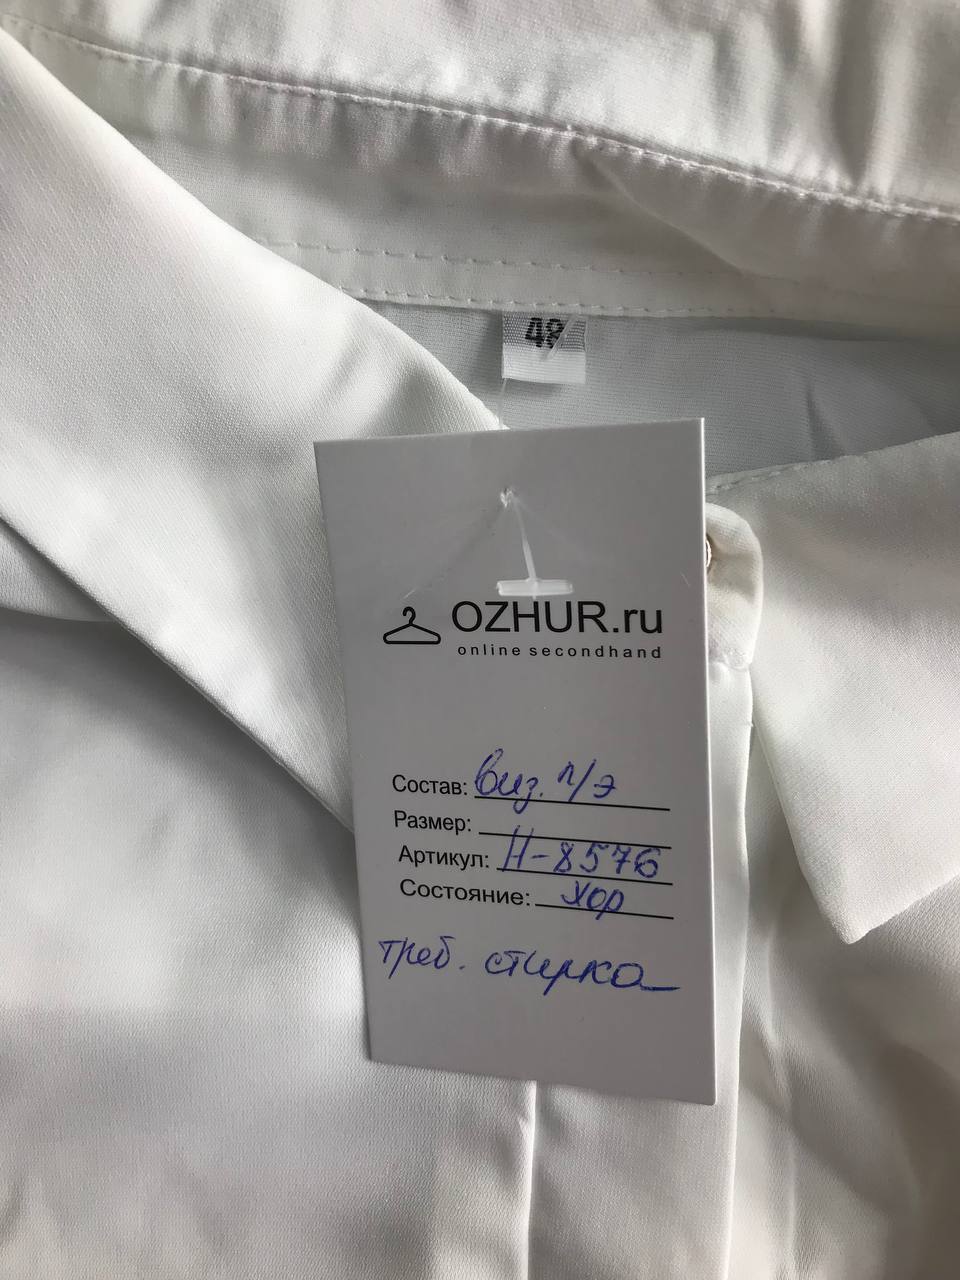 48
OZHUR.ru
online secondhand
Состав: виз. п/э
Размер:
Артикул: Н-8576
Состояние: хор
треб. стирка